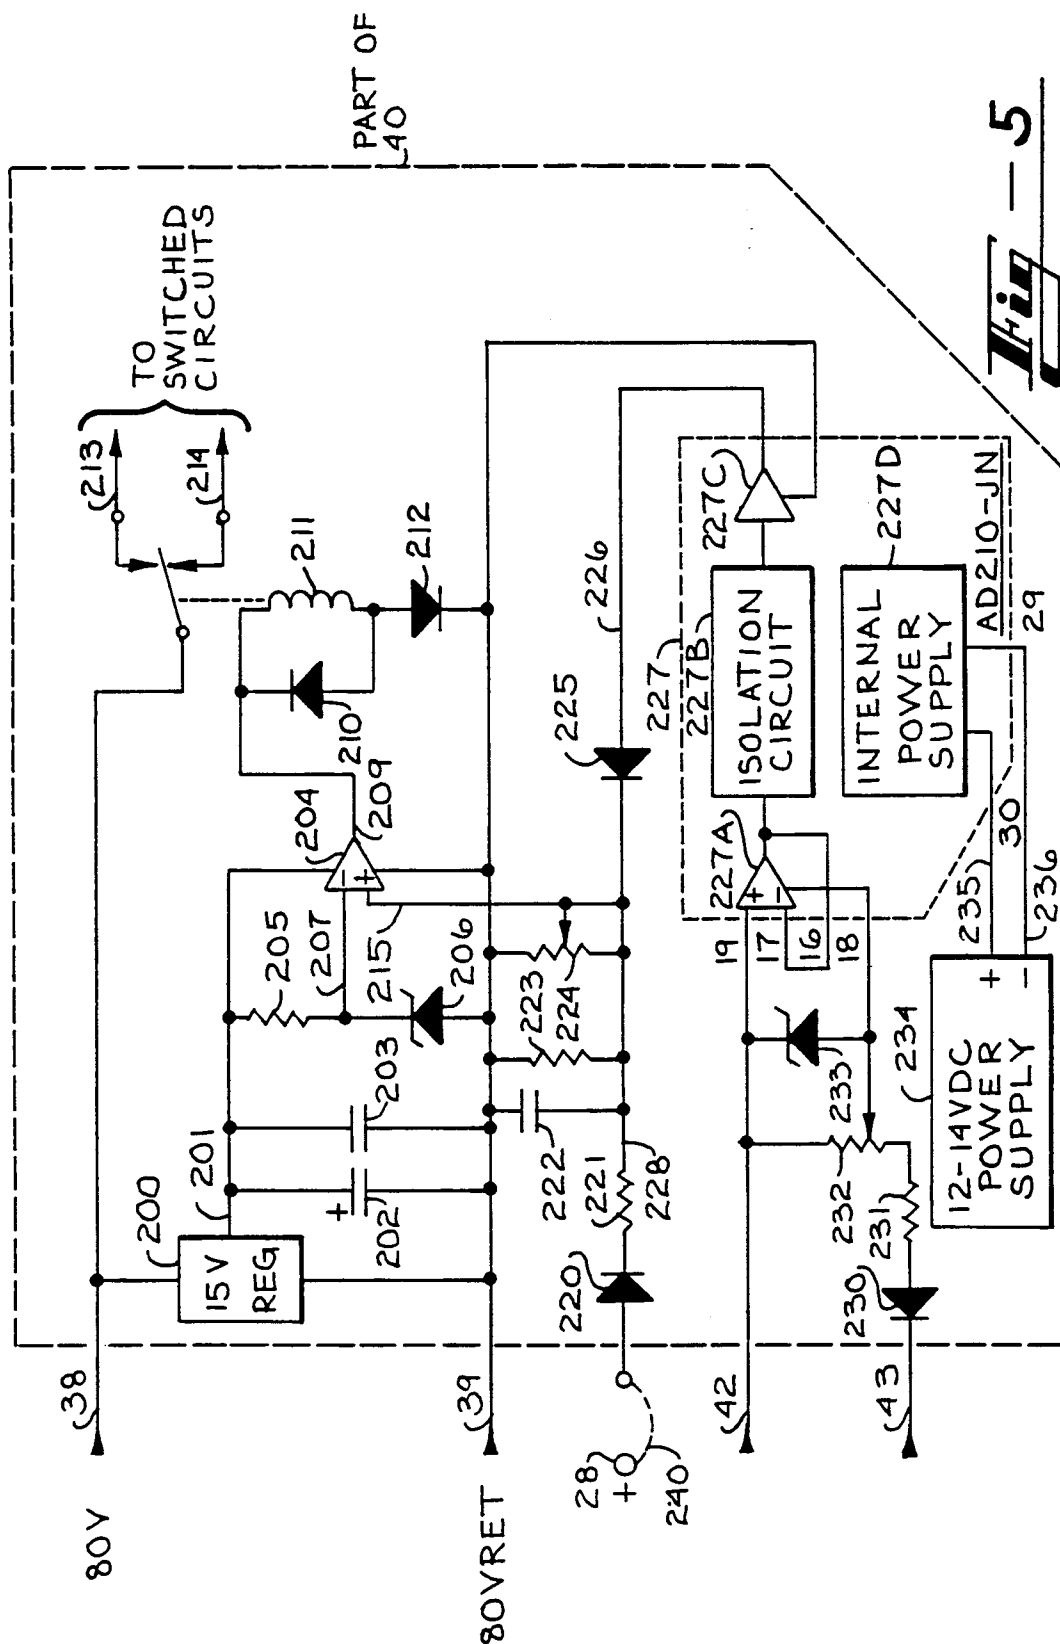 PART OF
40
TO
SWITCHED
CIRCUITS
213
214
80V
38
200
201
15V
REG
202
+
203
205
207
206
204
209
-
+
210
211
212
215
80VRET
39
222
223
224
28
+
240
220
221
228
225
226
227
227B
ISOLATION
CIRCUIT
227C
227D
INTERNAL
POWER
SUPPLY
AD210-JN
29
30
42
43
19
17
16
18
227A
+
-
233
232
231
230
234
12-14VDC
POWER
SUPPLY
+
-
235
236
Fig-5